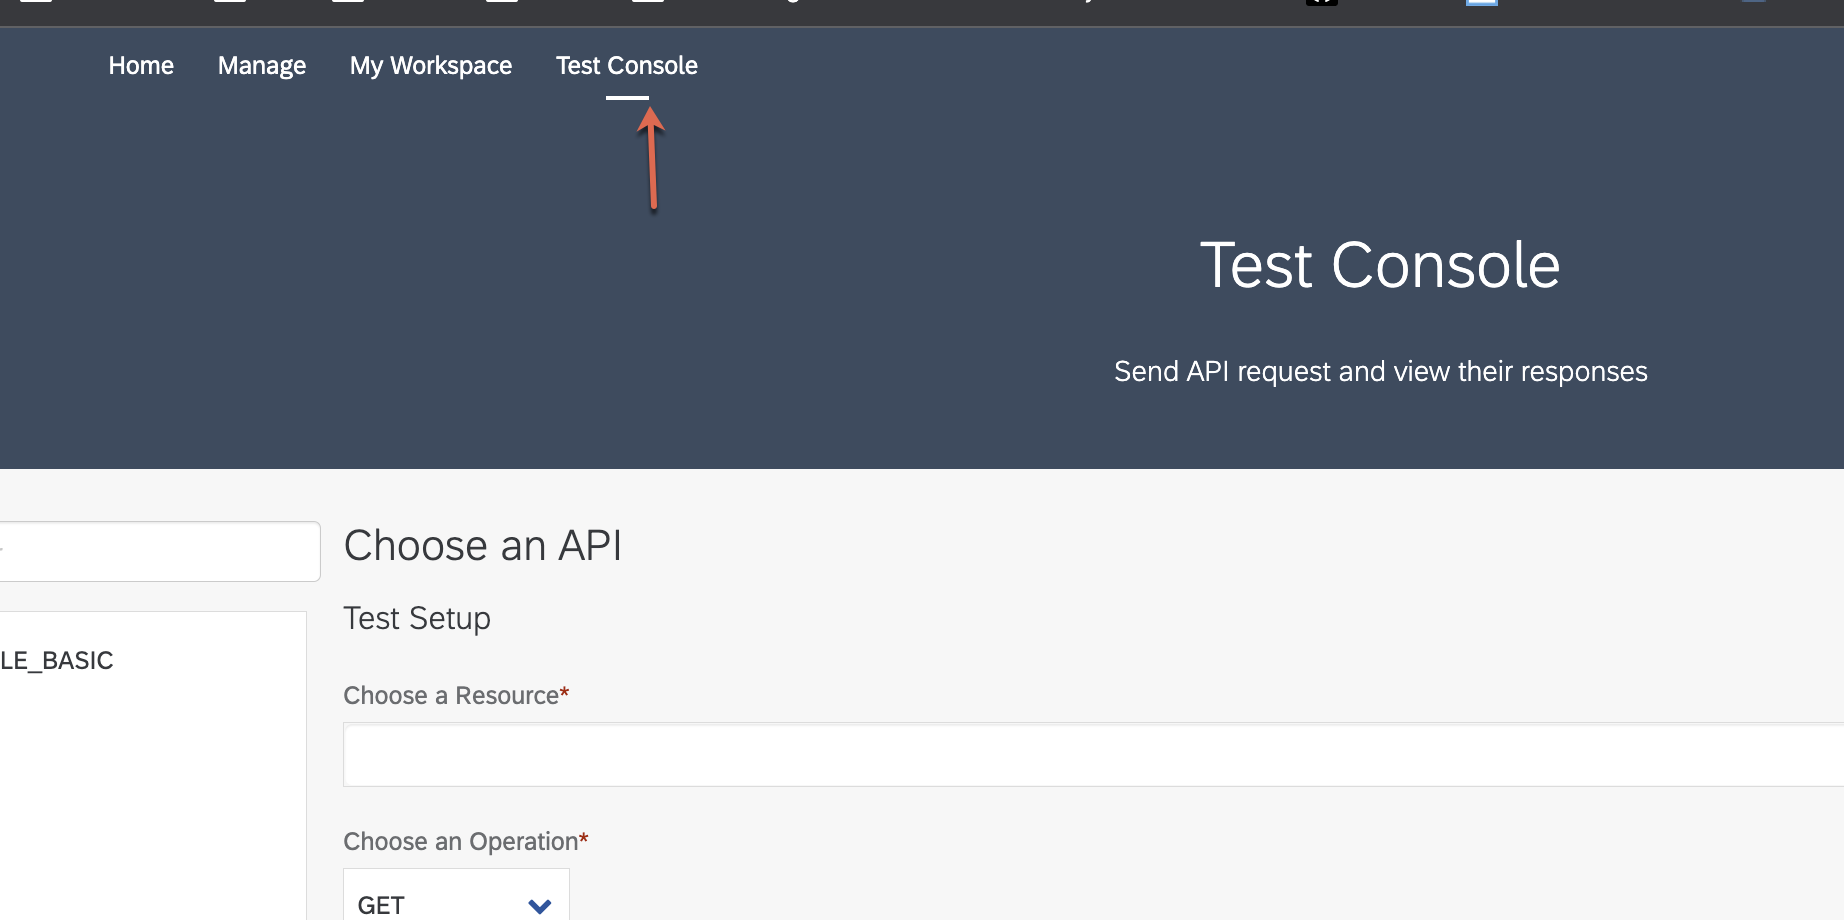 Home Manage My Workspace Test Console
Test Console
Send API request and view their responses
Choose an API
Test Setup
LE_BASIC
Choose a Resource*
Choose an Operation*
GET